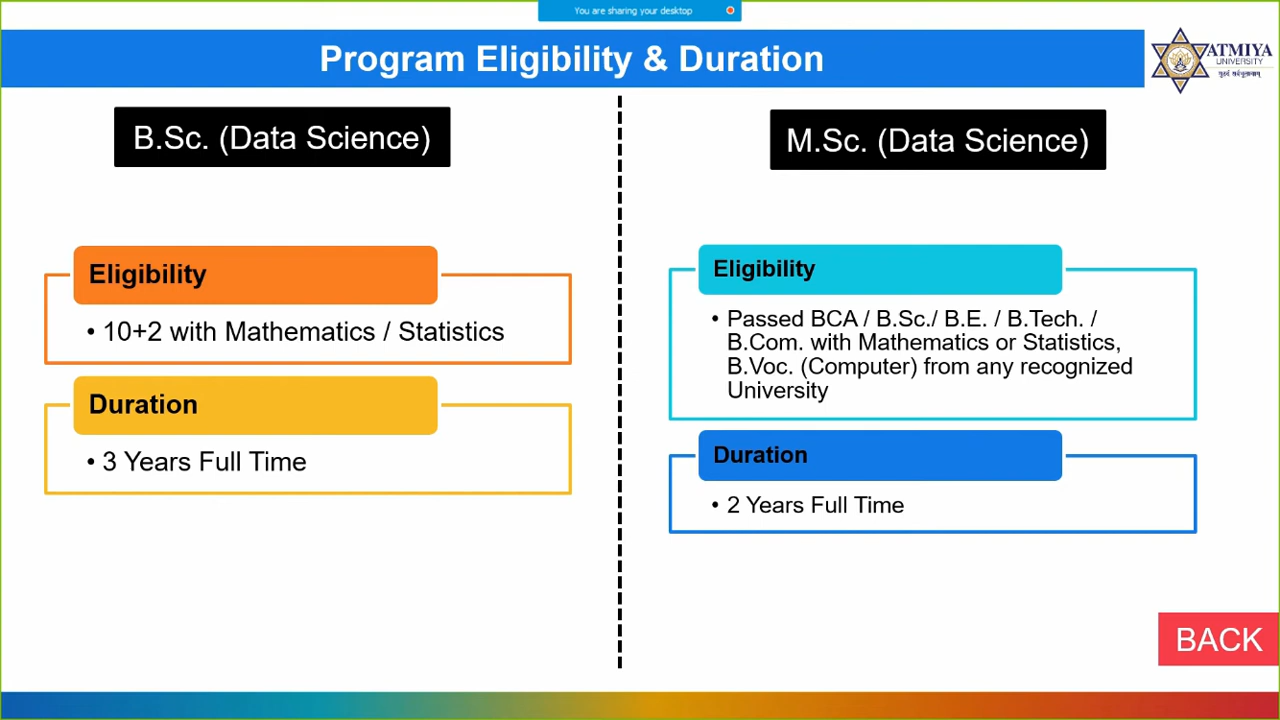 You are sharing your desktop
Program Eligibility & Duration
ATMIYA
UNIVERSITY
B.Sc. (Data Science)
Eligibility
• 10+2 with Mathematics / Statistics
Duration
• 3 Years Full Time
M.Sc. (Data Science)
Eligibility
• Passed BCA / B.Sc./ B.E. / B.Tech. /
B.Com. with Mathematics or Statistics,
B.Voc. (Computer) from any recognized
University
Duration
• 2 Years Full Time
BACK